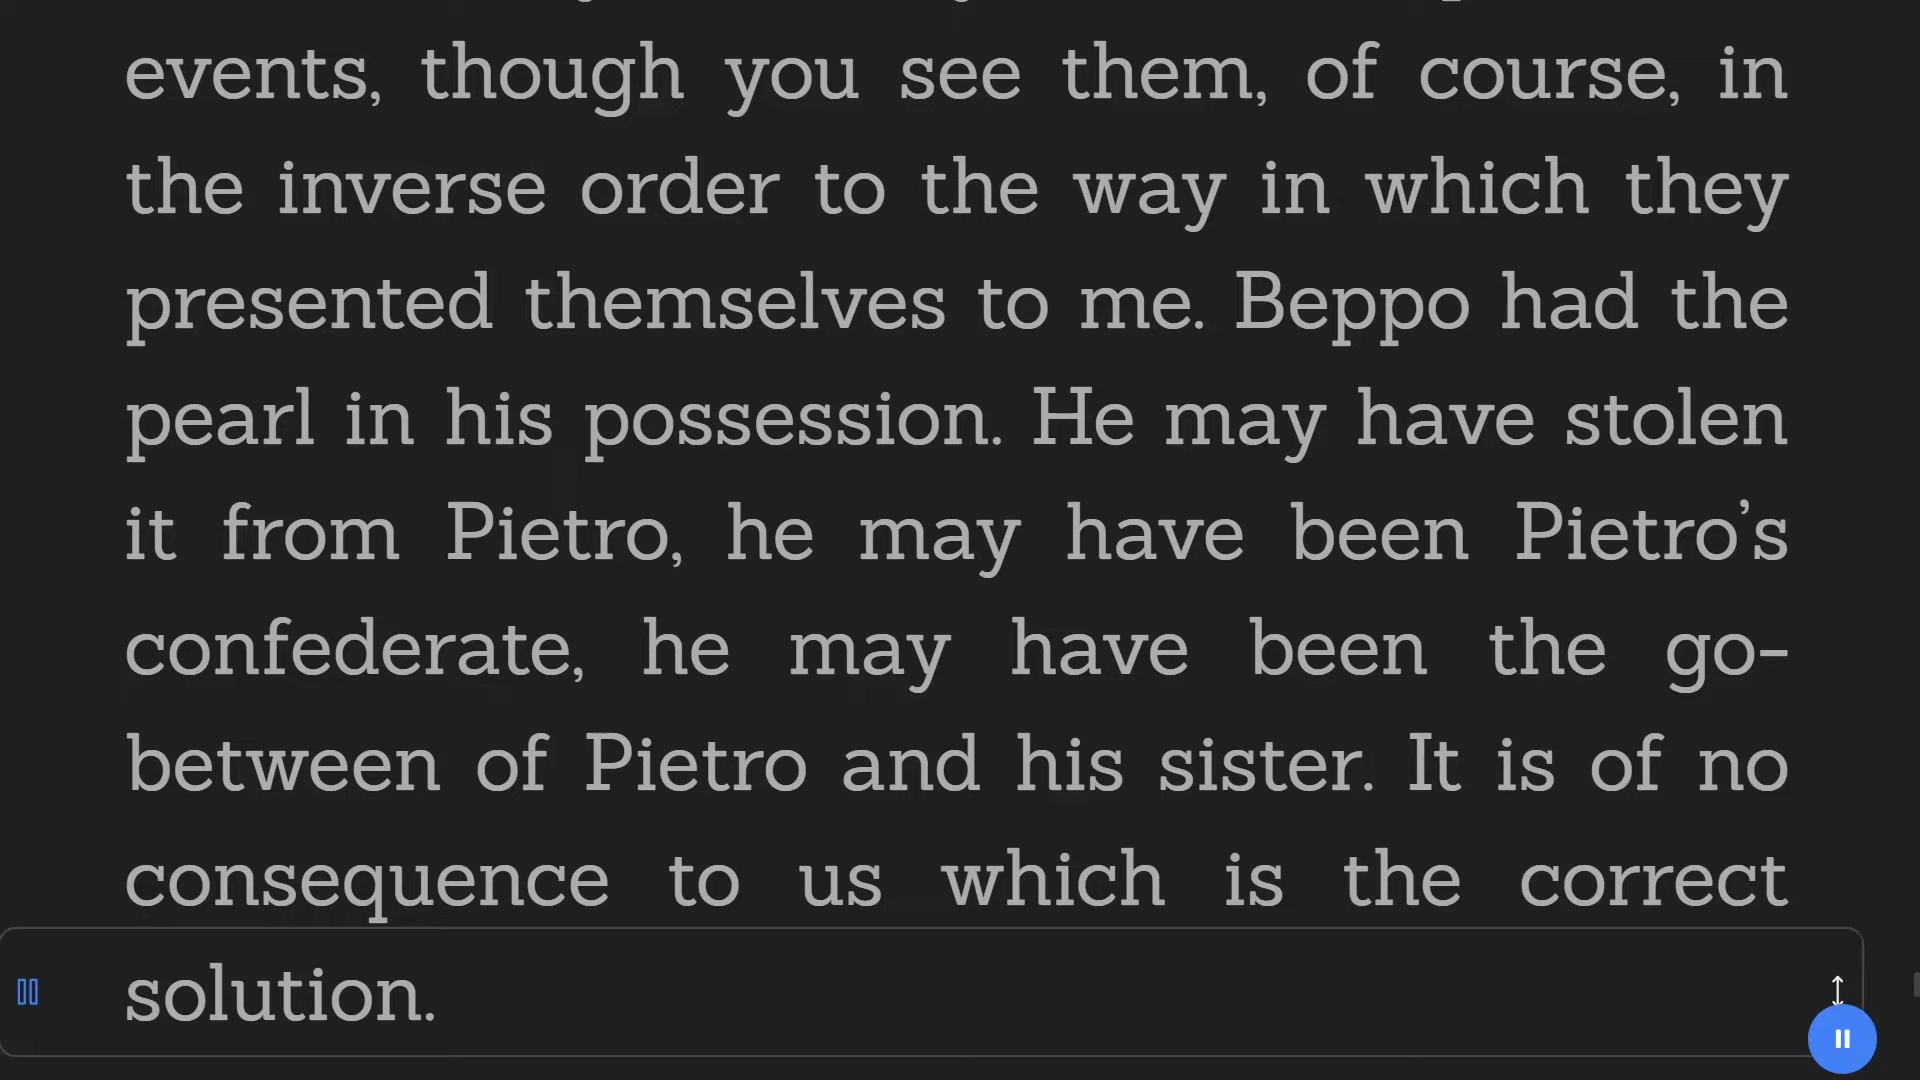 events, though you see them, of course, in
the inverse order to the way in which they
presented themselves to me. Beppo had the
pearl in his possession. He may have stolen
it from Pietro, he may have been Pietro’s
confederate, he may have been the go-
between of Pietro and his sister. It is of no
consequence to us which is the correct
solution.